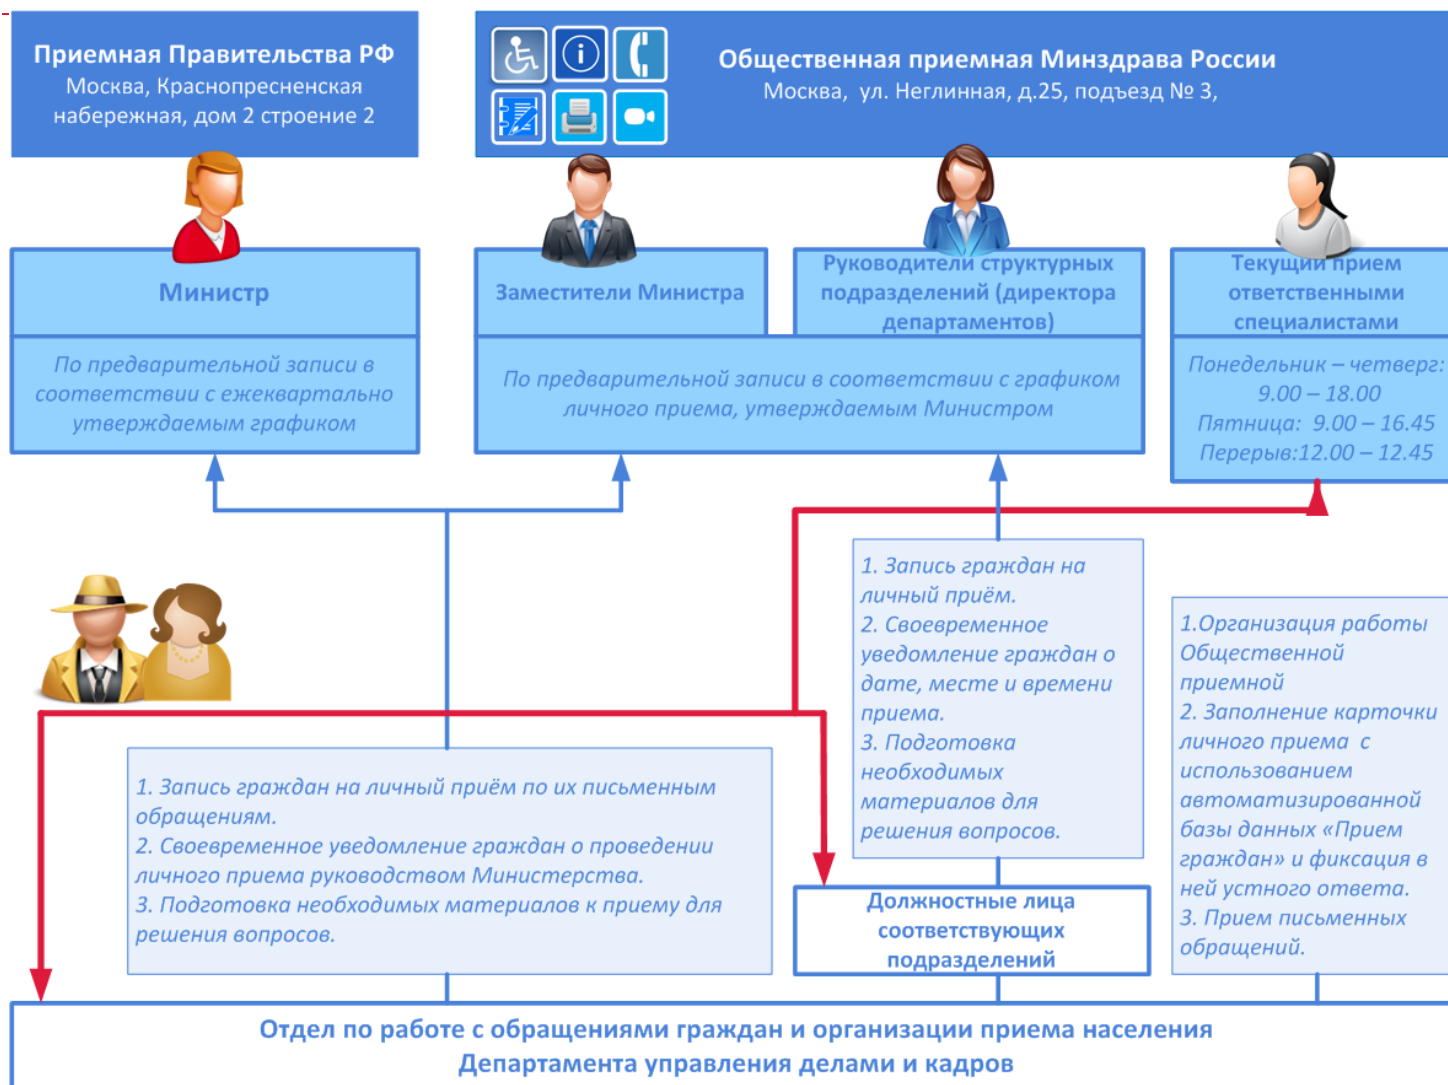 Приемная Правительства РФ
Москва, Краснопресненская
набережная, дом 2 строение 2
Общественная приемная Минздрава России
Москва, ул. Неглинная, д.25, подъезд № 3,
Министр
По предварительной записи в
соответствии с ежеквартально
утверждаемым графиком
Заместители Министра
Руководители структурных
подразделений (директора
департаментов)
По предварительной записи в соответствии с графиком
личного приема, утверждаемым Министром
Текущий прием
ответственными
специалистами
Понедельник – четверг:
9.00 – 18.00
Пятница: 9.00 – 16.45
Перерыв:12.00 – 12.45
1. Запись граждан на личный приём по их письменным
обращениям.
2. Своевременное уведомление граждан о проведении
личного приема руководством Министерства.
3. Подготовка необходимых материалов к приему для
решения вопросов.
1. Запись граждан на
личный приём.
2. Своевременное
уведомление граждан о
дате, месте и времени
приема.
3. Подготовка
необходимых
материалов для
решения вопросов.
Должностные лица
соответствующих
подразделений
1.Организация работы
Общественной
приемной
2. Заполнение карточки
личного приема с
использованием
автоматизированной
базы данных «Прием
граждан» и фиксация в
ней устного ответа.
3. Прием письменных
обращений.
Отдел по работе с обращениями граждан и организации приема населения
Департамента управления делами и кадров